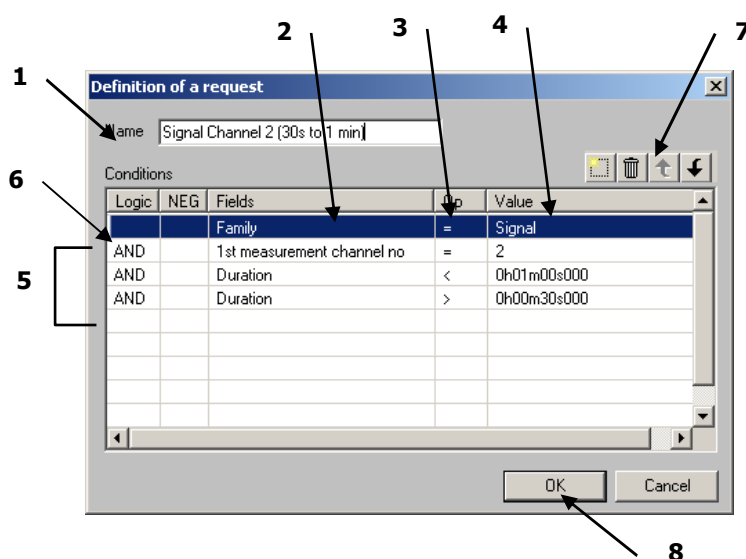 2 3 4 7
1
Definition of a request
Name Signal Channel 2 (30s to 1 min)
Conditions
6
Logic NEG Fields Op Value
Family = Signal
AND 1st measurement channel no = 2
5
AND Duration < 0h01m00s000
AND Duration > 0h00m30s000
OK Cancel
8